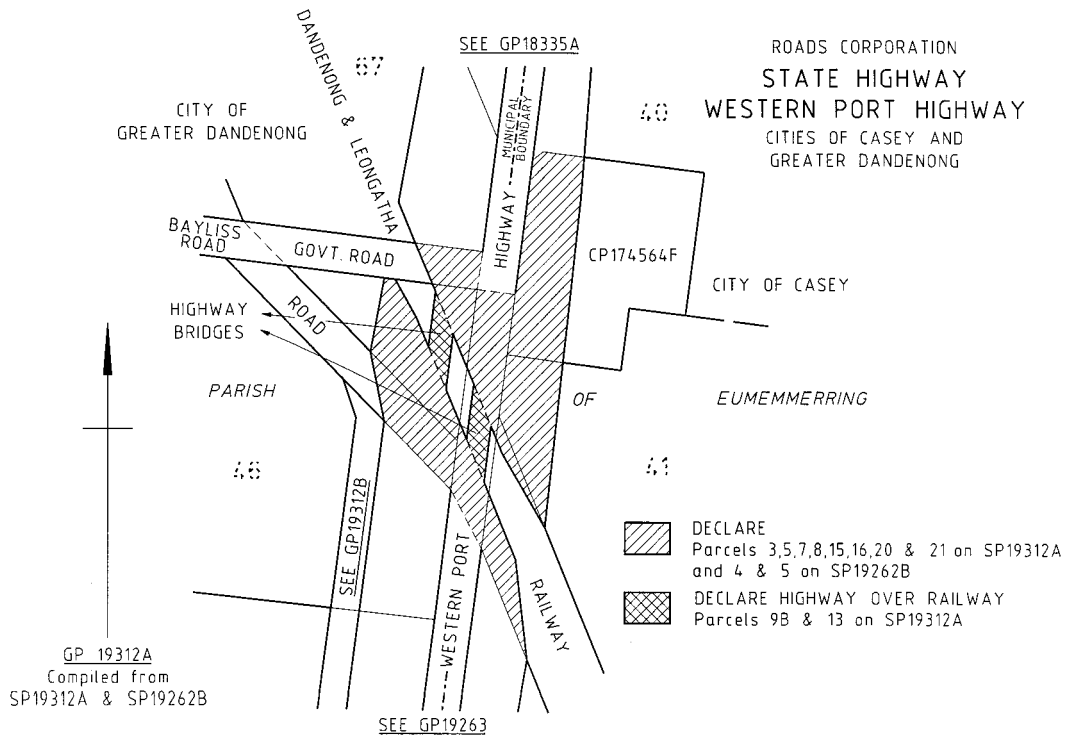 SEE GP18335A
ROADS CORPORATION
STATE HIGHWAY
WESTERN PORT HIGHWAY
CITIES OF CASEY AND
GREATER DANDENONG
67
40
CITY OF
GREATER DANDENONG
DANDENONG & LEONGATHA
MUNICIPAL
BOUNDARY
HIGHWAY
BAYLISS
ROAD
GOVT. ROAD
CP174564F
CITY OF CASEY
HIGHWAY
BRIDGES
ROAD
PARISH
OF
EUMEMMERRING
46
41
SEE GP19312B
WESTERN PORT
RAILWAY
DECLARE
Parcels 3,5,7,8,15,16,20 & 21 on SP19312A
and 4 & 5 on SP19262B
DECLARE HIGHWAY OVER RAILWAY
Parcels 9B & 13 on SP19312A
GP 19312A
Compiled from
SP19312A & SP19262B
SEE GP19263